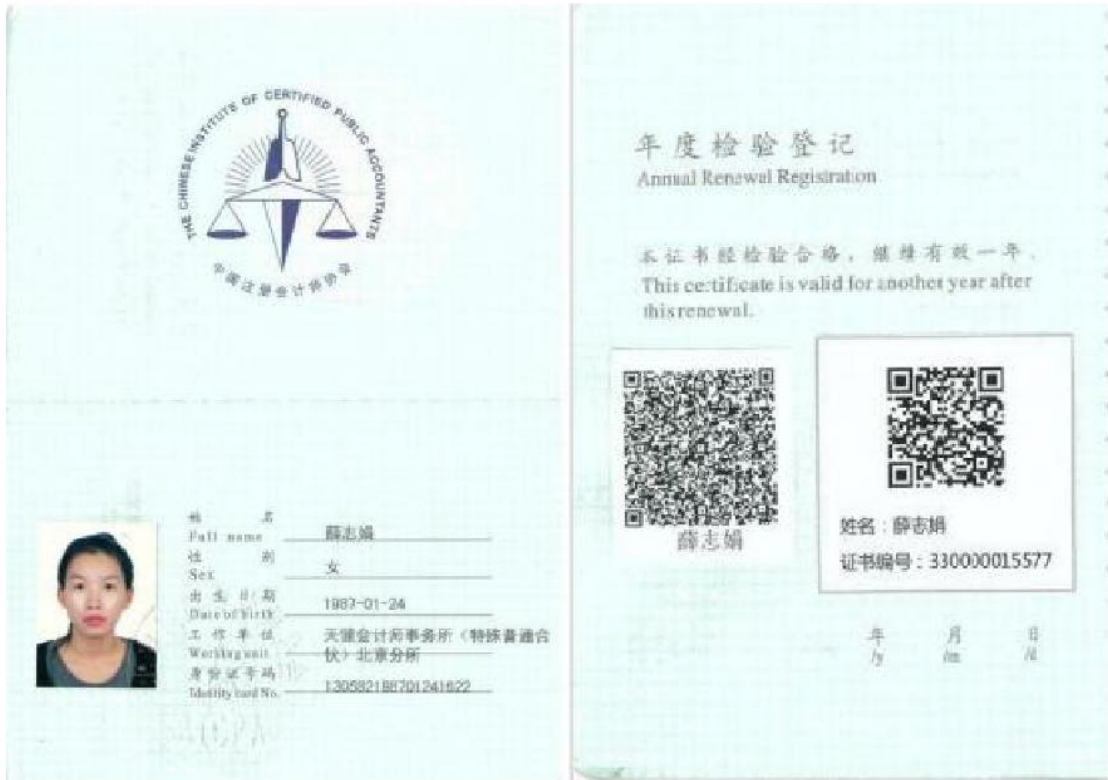 THE CHINESE INSTITUTE OF CERTIFIED PUBLIC ACCOUNTANTS
中国注册会计师协会
姓 名
Full name 薛志娟
性 别
Sex 女
出生日期
Date of birth
工作单位 天健会计师事务所（特殊普通合
Working unit 伙）北京分所
身份证号码
Identity card No.
年度检验登记
Annual Renewal Registration
本证书经检验合格，继续有效一年．
This certificate is valid for another year after
this renewal.
薛志娟
姓名：薛志娟
证书编号：330000015577
年 月 日
/y /m /d